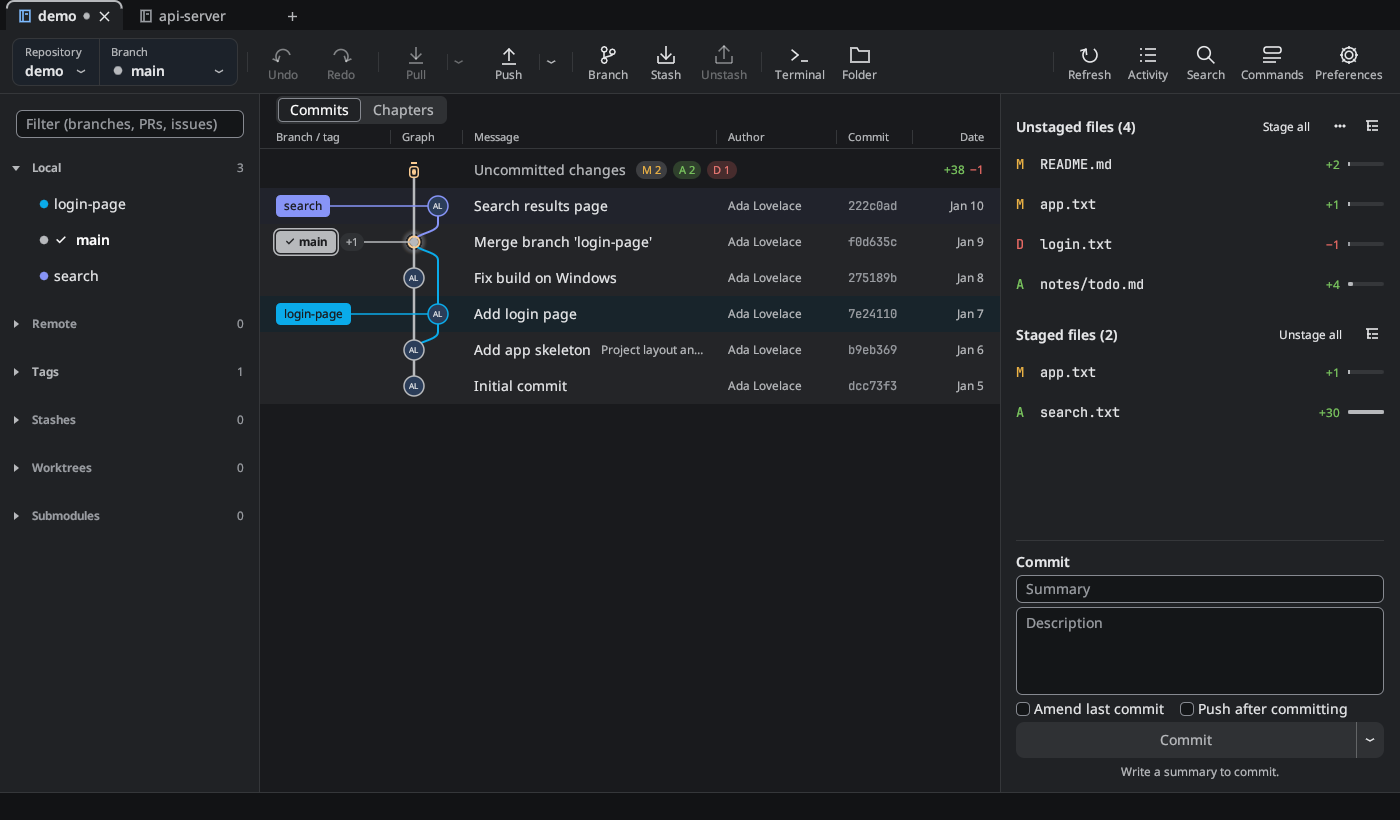 demo
api-server
Repository
demo
Branch
main
Undo
Redo
Pull
Push
Branch
Stash
Unstash
Terminal
Folder
Refresh
Activity
Search
Commands
Preferences
Filter (branches, PRs, issues)
Local 3
login-page
main
search
Remote 0
Tags 1
Stashes 0
Worktrees 0
Submodules 0
Commits Chapters
Branch / tag Graph Message Author Commit Date
Uncommitted changes M 2 A 2 D 1 +38 −1
search AL Search results page Ada Lovelace 222c0ad Jan 10
main +1 Merge branch 'login-page' Ada Lovelace f0d635c Jan 9
AL Fix build on Windows Ada Lovelace 275189b Jan 8
login-page AL Add login page Ada Lovelace 7e24110 Jan 7
AL Add app skeleton Project layout an… Ada Lovelace b9eb369 Jan 6
AL Initial commit Ada Lovelace dcc73f3 Jan 5
Unstaged files (4) Stage all
M README.md +2
M app.txt +1
D login.txt −1
A notes/todo.md +4
Staged files (2) Unstage all
M app.txt +1
A search.txt +30
Commit
Summary
Description
Amend last commit Push after committing
Commit
Write a summary to commit.